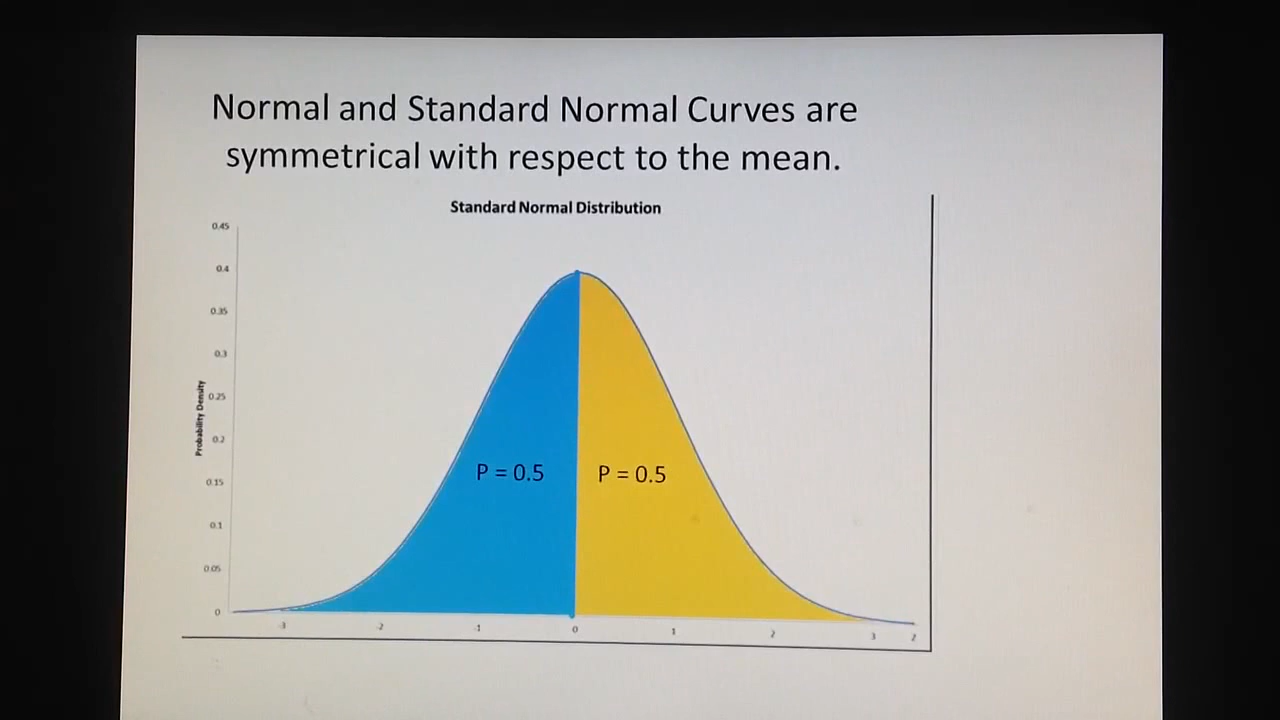 Normal and Standard Normal Curves are
symmetrical with respect to the mean.
Standard Normal Distribution
0.45
0.4
0.35
0.3
0.25
0.2
0.15
0.1
0.05
0
Probability Density
P = 0.5 P = 0.5
-3 -2 -1 0 1 2 3 z